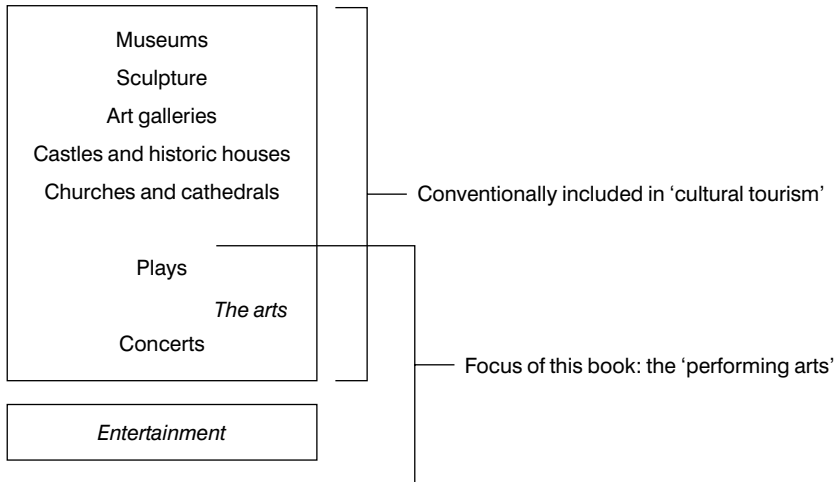 Museums
Sculpture
Art galleries
Castles and historic houses
Churches and cathedrals
Conventionally included in ‘cultural tourism’
Plays
The arts
Concerts
Focus of this book: the ‘performing arts’
Entertainment